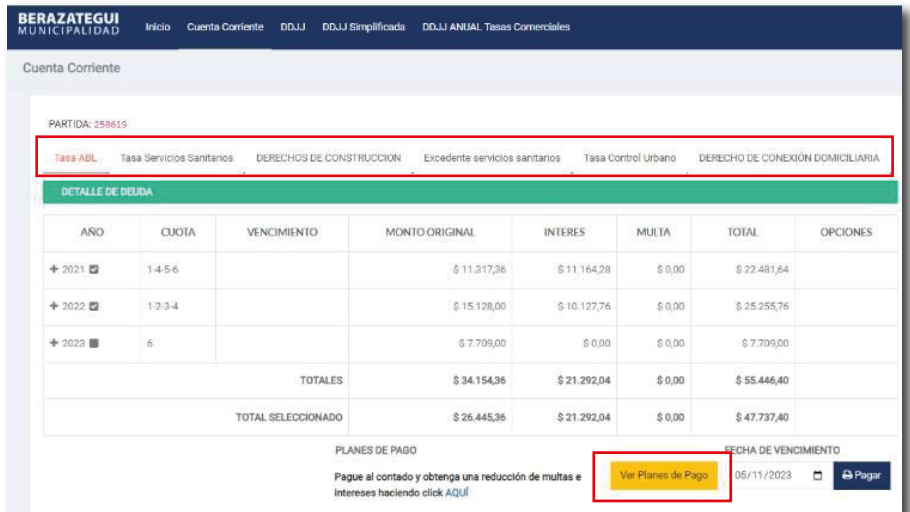 BERAZATEGUI
MUNICIPALIDAD
Inicio Cuenta Corriente DDJJ DDJJ Simplificada DDJJ ANUAL Tasas Comerciales
Cuenta Corriente
PARTIDA: 250619
Tasa ABL Tasa Servicios Sanitarios DERECHOS DE CONSTRUCCION Excedente servicios sanitarios Tasa Control Urbano DERECHO DE CONEXIÓN DOMICILIARIA
DETALLE DE DEUDA
AÑO CUOTA VENCIMIENTO MONTO ORIGINAL INTERES MULTA TOTAL OPCIONES
+ 2021 1-4-5-6 $ 11.317,36 $ 11.164,28 $ 0,00 $ 22.481,64
+ 2022 1-2-3-4 $ 15.128,00 $ 10.127,76 $ 0,00 $ 25.255,76
+ 2023 6 $ 7.709,00 $ 0,00 $ 0,00 $ 7.709,00
TOTALES $ 34.154,36 $ 21.292,04 $ 0,00 $ 55.446,40
TOTAL SELECCIONADO $ 26.445,36 $ 21.292,04 $ 0,00 $ 47.737,40
PLANES DE PAGO FECHA DE VENCIMIENTO
Pague al contado y obtenga una reducción de multas e Ver Planes de Pago 05/11/2023 Pagar
intereses haciendo click AQUÍ